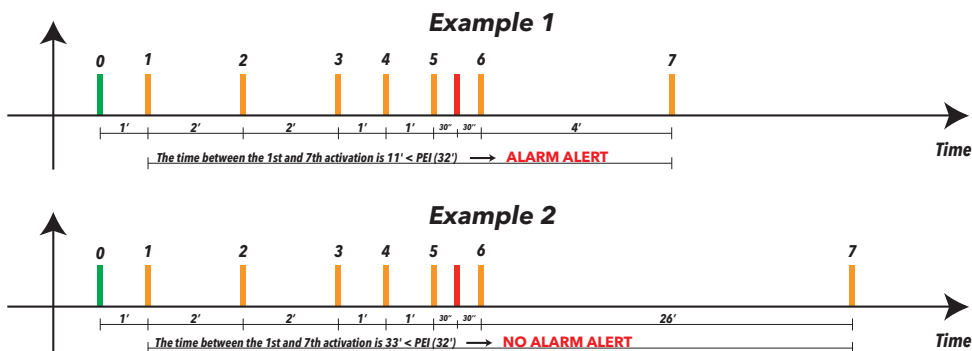 Example 1
0 1 2 3 4 5 6 7
1' 2' 2' 1' 1' 30" 30" 4'
The time between the 1st and 7th activation is 11' < PEI (32') → ALARM ALERT
Time
Example 2
0 1 2 3 4 5 6 7
1' 2' 2' 1' 1' 30" 30" 26'
The time between the 1st and 7th activation is 33' < PEI (32') → NO ALARM ALERT
Time